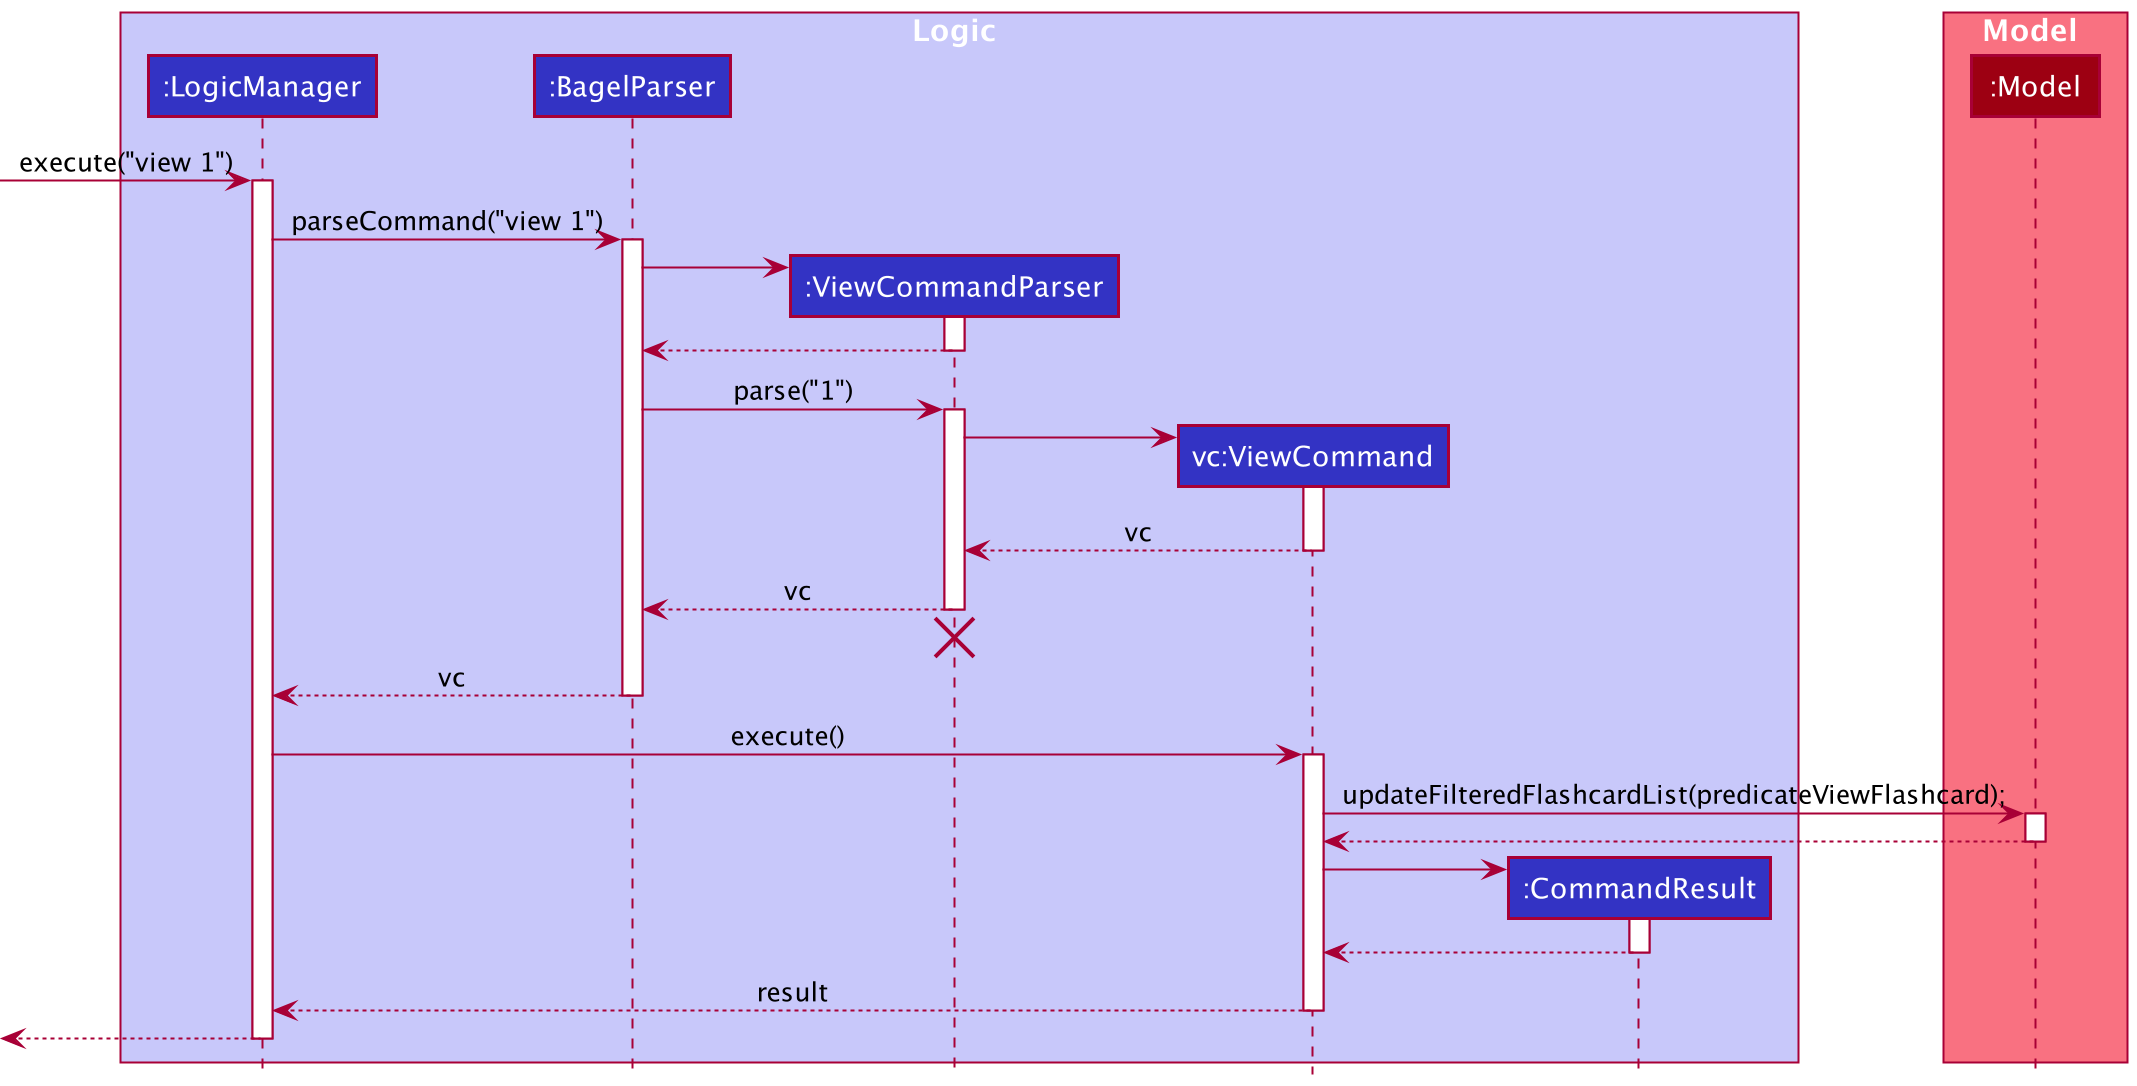 Logic
Model
:LogicManager
:BagelParser
:Model
execute("view 1")
parseCommand("view 1")
:ViewCommandParser
parse("1")
vc:ViewCommand
vc
vc
vc
execute()
updateFilteredFlashcardList(predicateViewFlashcard);
:CommandResult
result